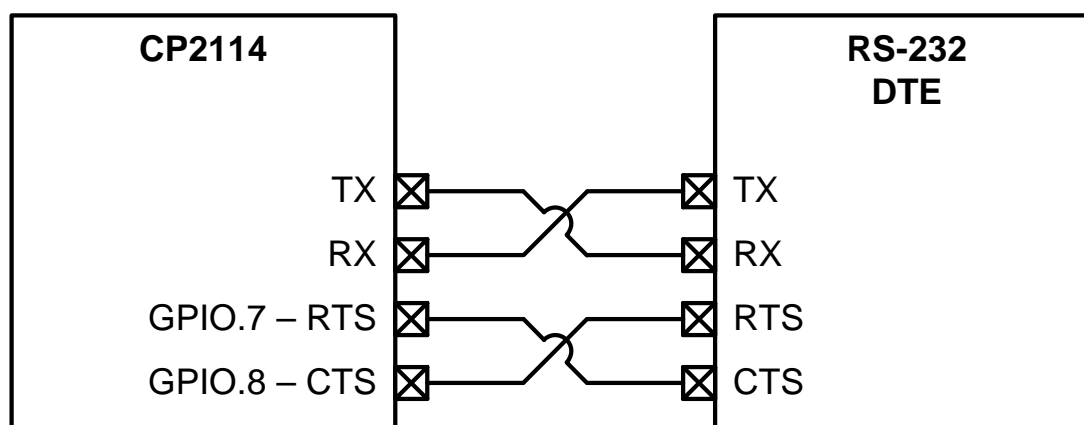 CP2114
RS-232
DTE
TX
RX
GPIO.7 – RTS
GPIO.8 – CTS
TX
RX
RTS
CTS